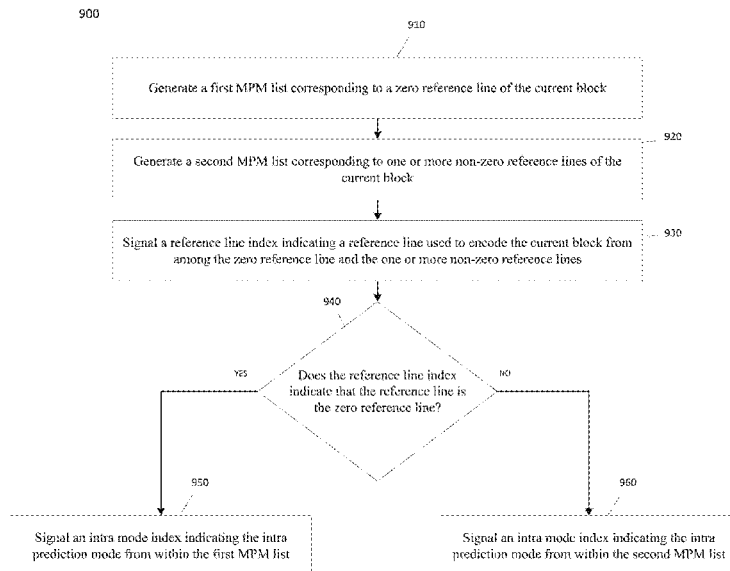 900
910
Generate a first MPM list corresponding to a zero reference line of the current block
920
Generate a second MPM list corresponding to one or more non-zero reference lines of the
current block
930
Signal a reference line index indicating a reference line used to encode the current block from
among the zero reference line and the one or more non-zero reference lines
940
YES
NO
Does the reference line index
indicate that the reference line is
the zero reference line?
950
960
Signal an intra mode index indicating the intra
prediction mode from within the first MPM list
Signal an intra mode index indicating the intra
prediction mode from within the second MPM list